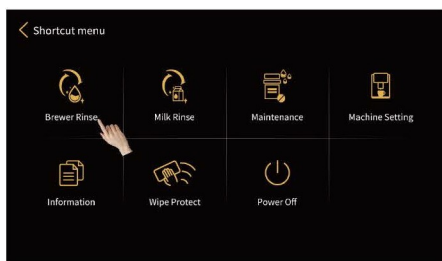 Shortcut menu
Brewer Rinse
Milk Rinse
Maintenance
Machine Setting
Information
Wipe Protect
Power Off